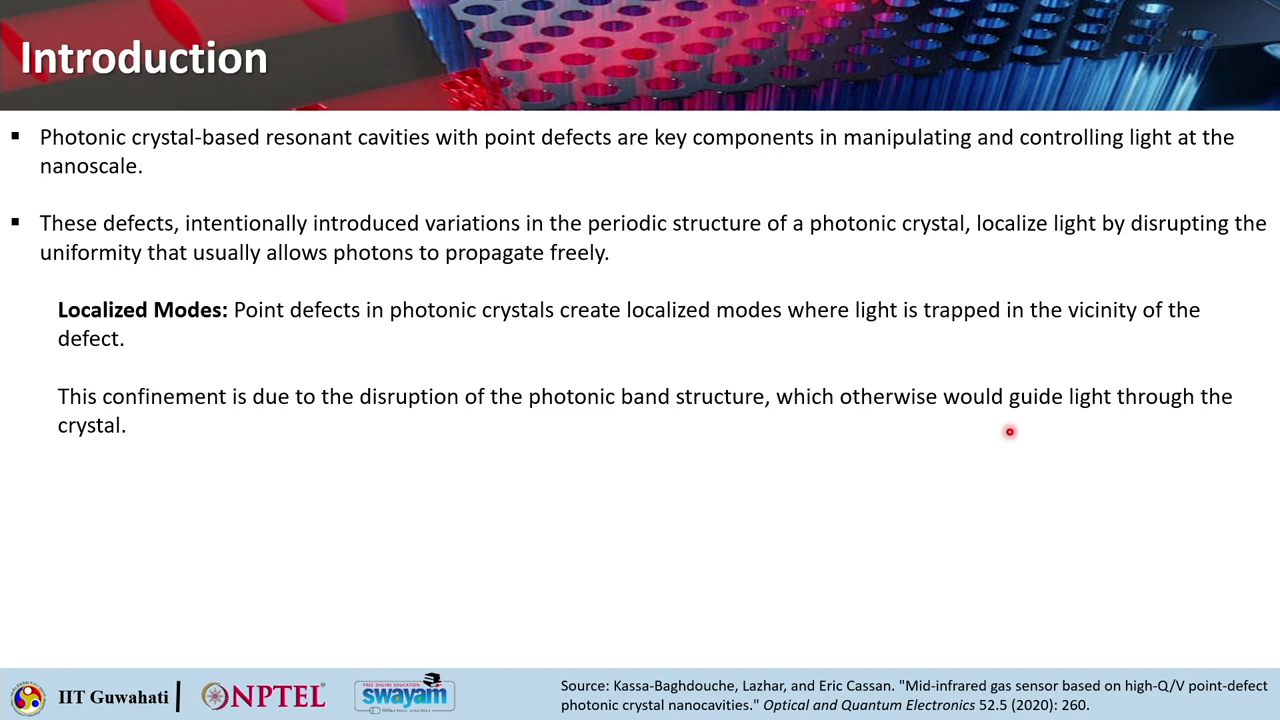 Introduction
▪ Photonic crystal-based resonant cavities with point defects are key components in manipulating and controlling light at the
nanoscale.
▪ These defects, intentionally introduced variations in the periodic structure of a photonic crystal, localize light by disrupting the
uniformity that usually allows photons to propagate freely.
Localized Modes: Point defects in photonic crystals create localized modes where light is trapped in the vicinity of the
defect.
This confinement is due to the disruption of the photonic band structure, which otherwise would guide light through the
crystal.
IIT Guwahati
NPTEL
FREE ONLINE EDUCATION
swayam
Source: Kassa-Baghdouche, Lazhar, and Eric Cassan. "Mid-infrared gas sensor based on high-Q/V point-defect
photonic crystal nanocavities." Optical and Quantum Electronics 52.5 (2020): 260.